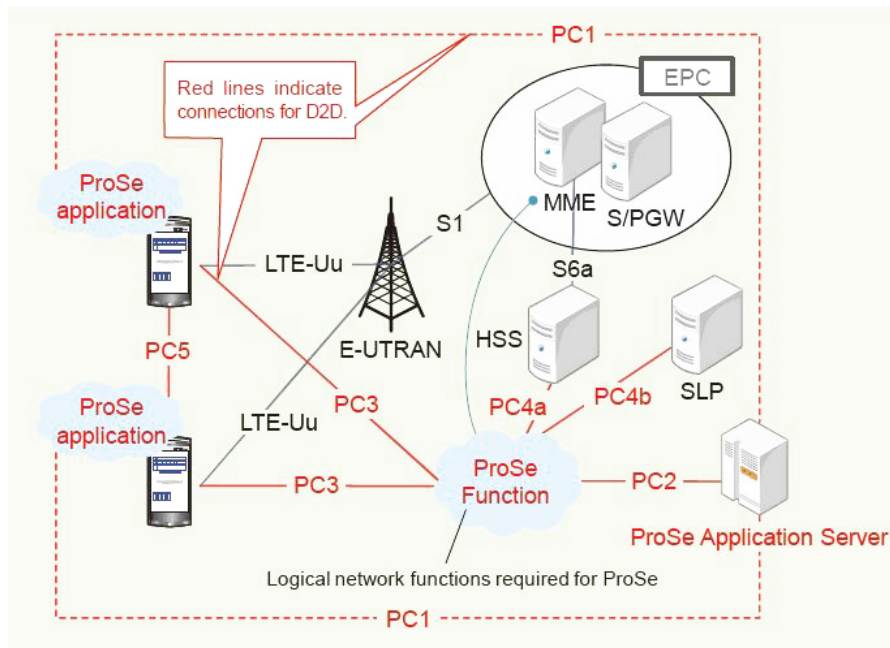 PC1
EPC
Red lines indicate
connections for D2D.
ProSe
application
MME
S/PGW
S1
LTE-Uu
S6a
HSS
E-UTRAN
PC5
SLP
ProSe
application
PC3
PC4a
PC4b
LTE-Uu
PC3
ProSe
Function
PC2
ProSe Application Server
Logical network functions required for ProSe
PC1